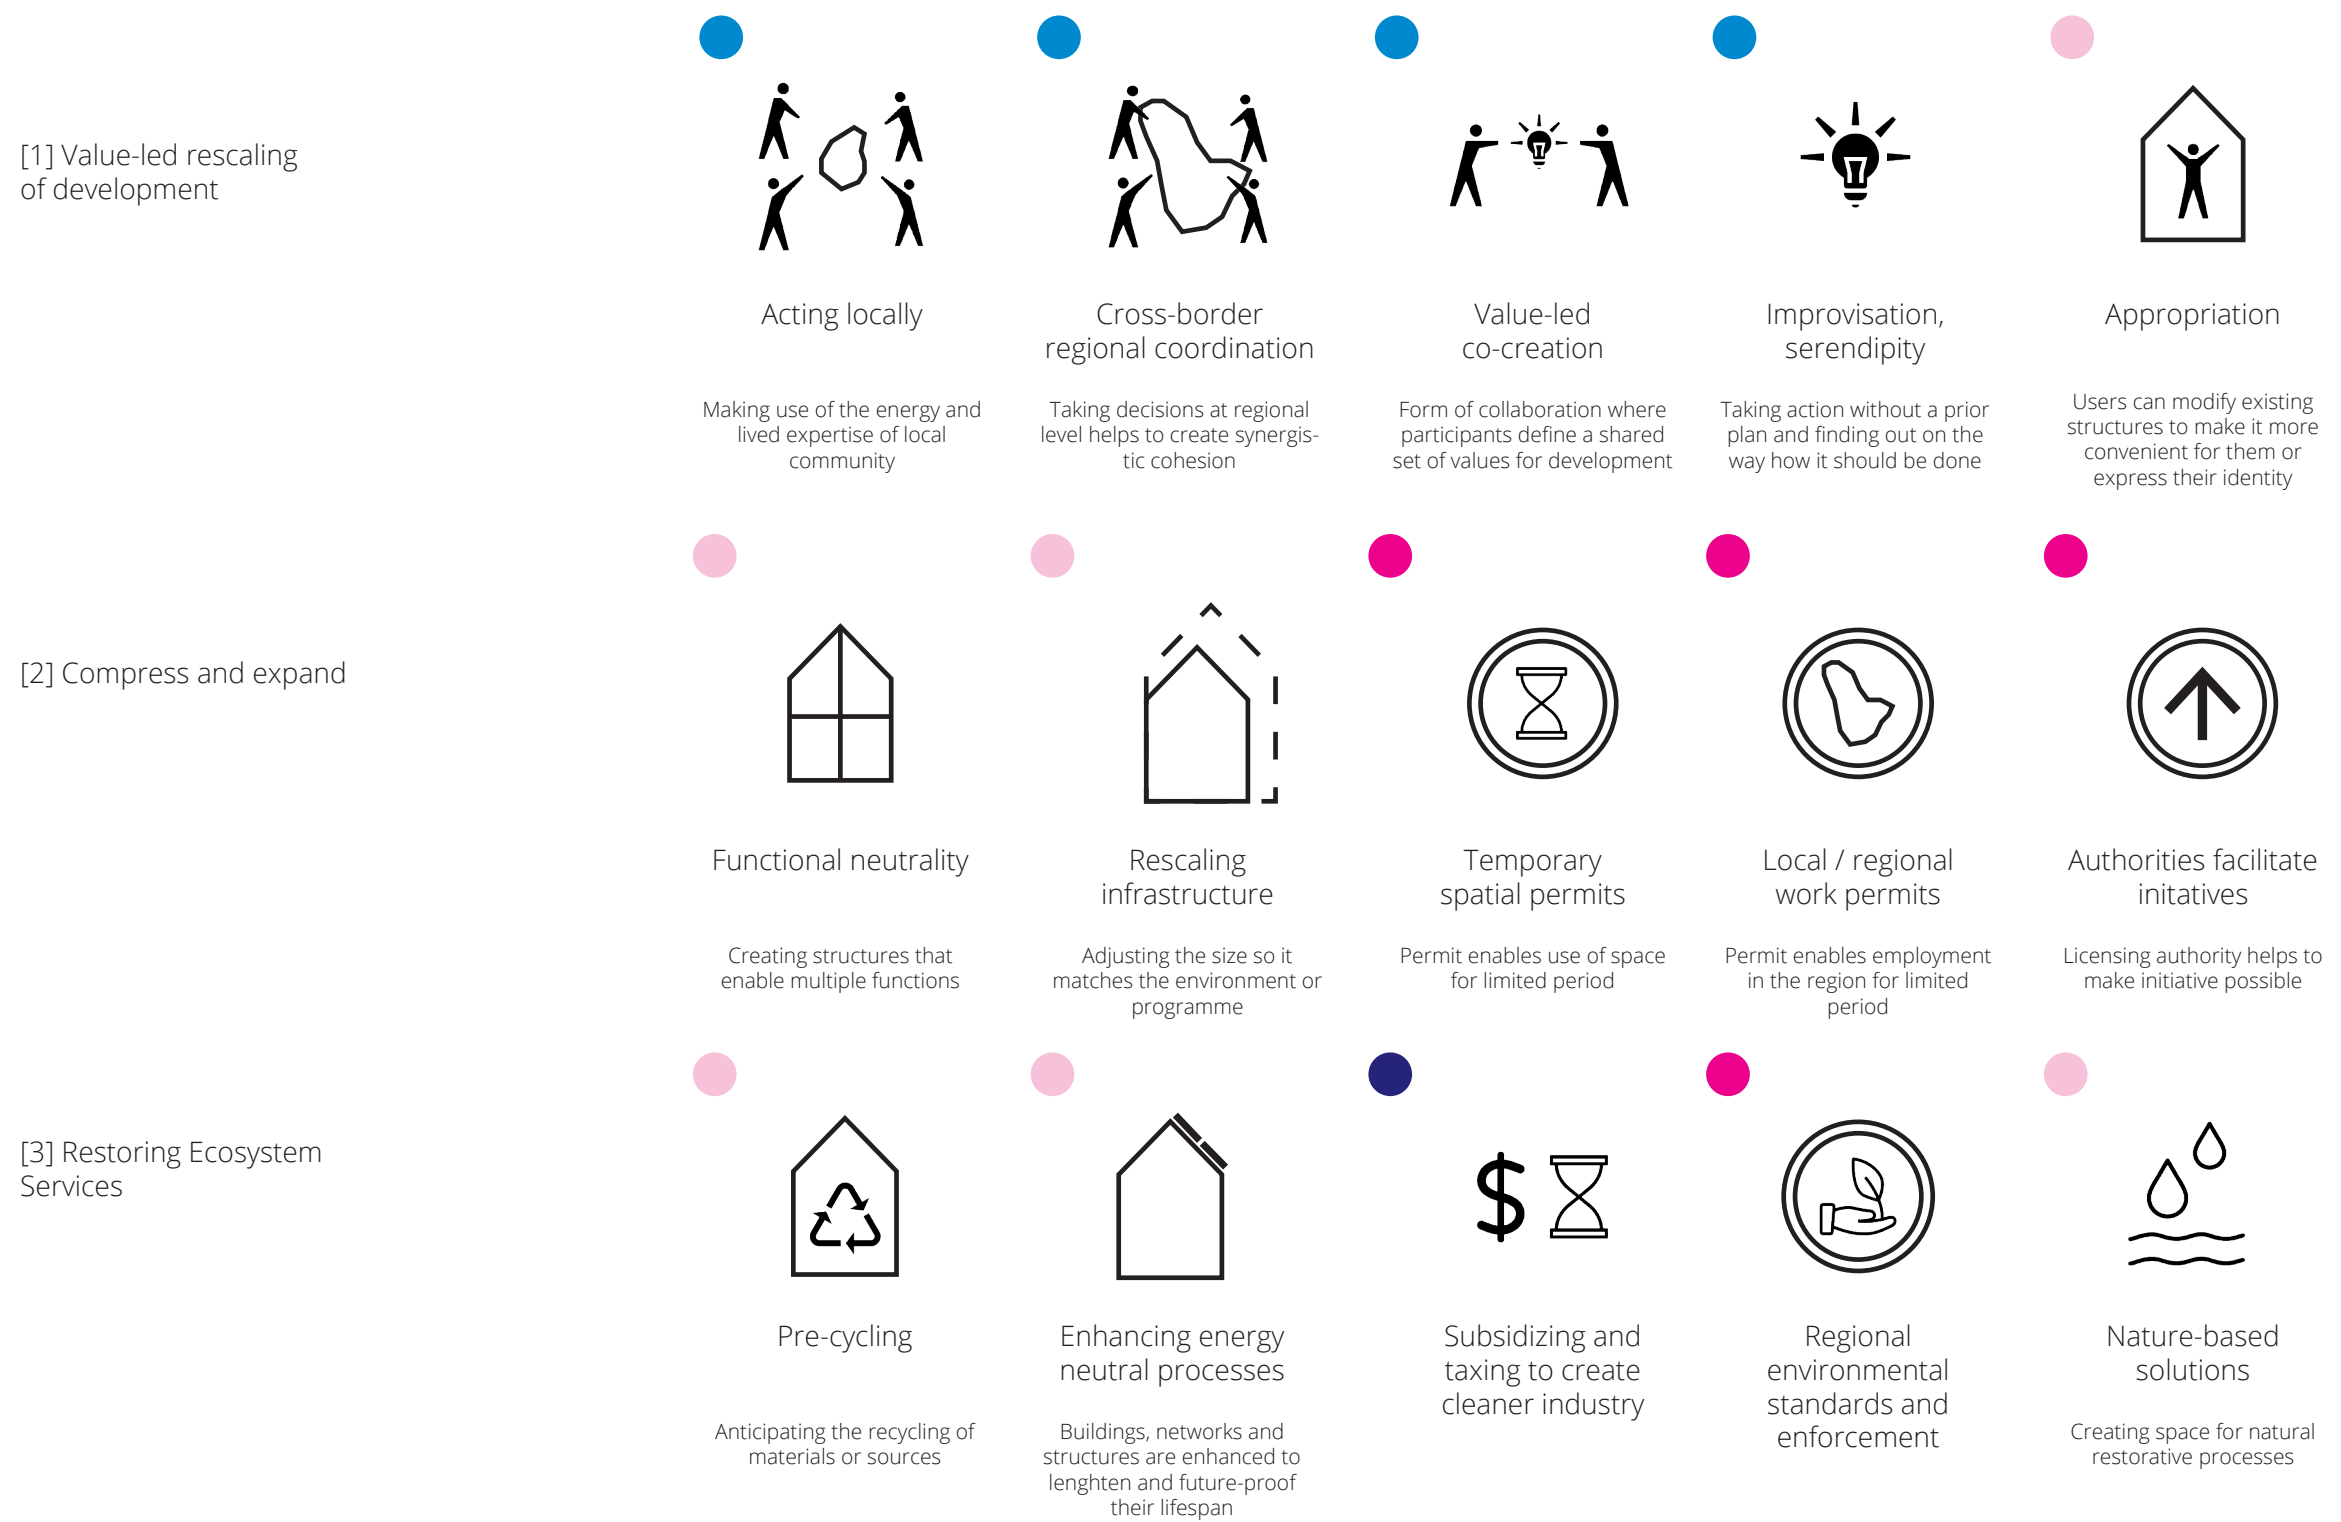 [1] Value-led rescaling
of development
Acting locally
Making use of the energy and
lived expertise of local
community
Cross-border
regional coordination
Taking decisions at regional
level helps to create synergis-
tic cohesion
Value-led
co-creation
Form of collaboration where
participants define a shared
set of values for development
Improvisation,
serendipity
Taking action without a prior
plan and finding out on the
way how it should be done
Appropriation
Users can modify existing
structures to make it more
convenient for them or
express their identity
[2] Compress and expand
Functional neutrality
Creating structures that
enable multiple functions
Rescaling
infrastructure
Adjusting the size so it
matches the environment or
programme
Temporary
spatial permits
Permit enables use of space
for limited period
Local / regional
work permits
Permit enables employment
in the region for limited
period
Authorities facilitate
initatives
Licensing authority helps to
make initiative possible
[3] Restoring Ecosystem
Services
Pre-cycling
Anticipating the recycling of
materials or sources
Enhancing energy
neutral processes
Buildings, networks and
structures are enhanced to
lenghten and future-proof
their lifespan
$
Subsidizing and
taxing to create
cleaner industry
Regional
environmental
standards and
enforcement
Nature-based
solutions
Creating space for natural
restorative processes